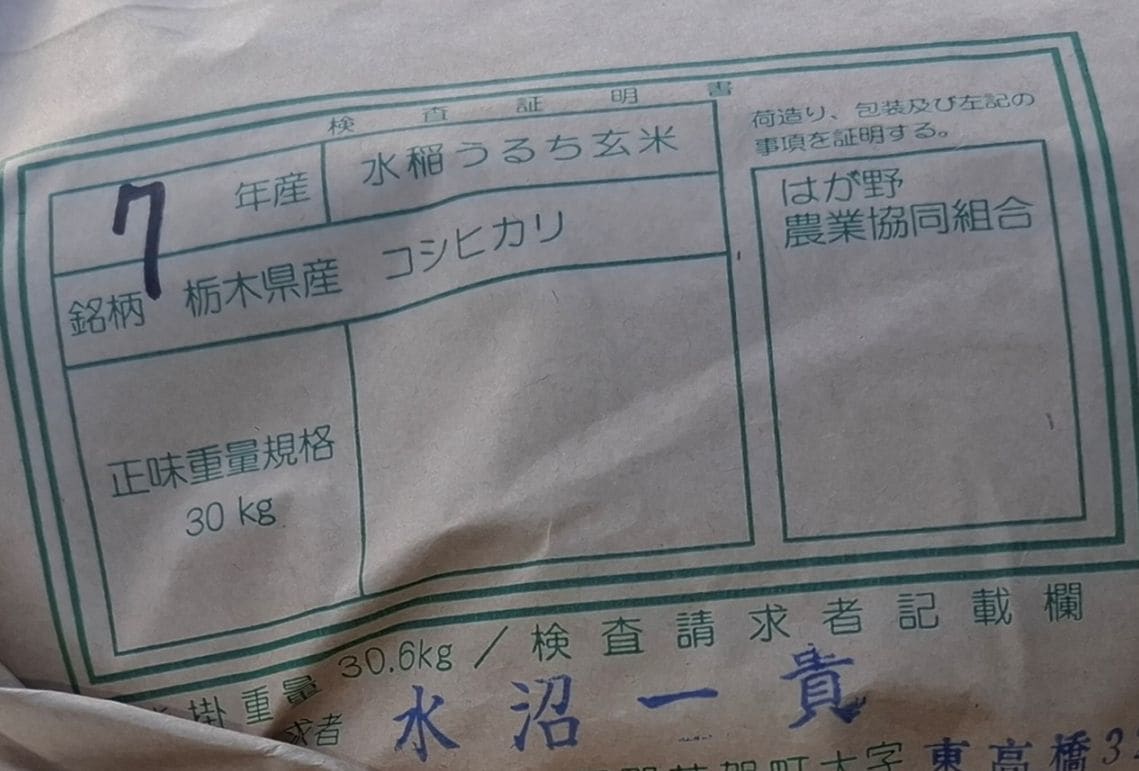 検査証明書
7年産 水稲うるち玄米
銘柄 栃木県産 コシヒカリ
正味重量規格
30 kg
荷造り、包装及び左記の
事項を証明する。
はが野
農業協同組合
掛重量 30.6kg / 検査請求者記載欄
求者 水沼一貴
芳賀町大字 東高橋3